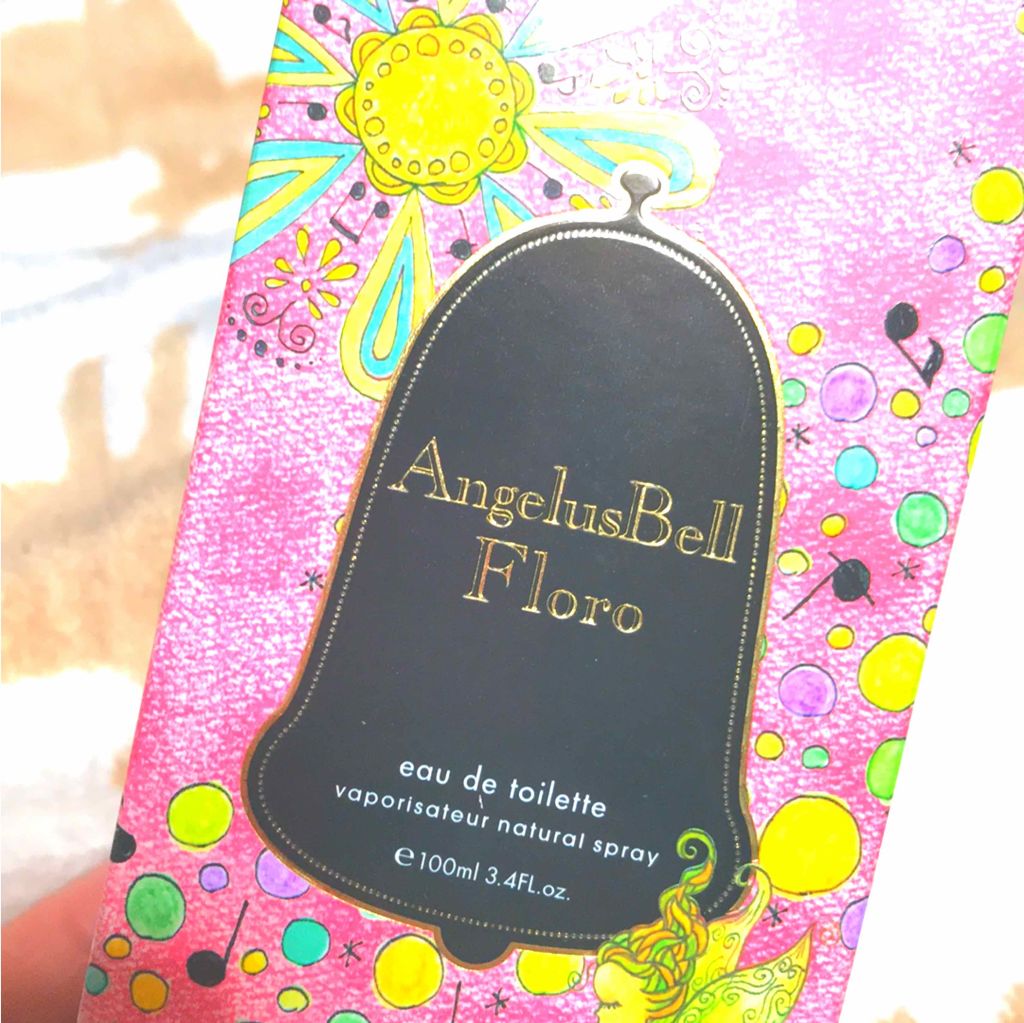 AngelusBell
Floro
eau de toilette
vaporisateur natural spray
℮100ml 3.4FL.oz.